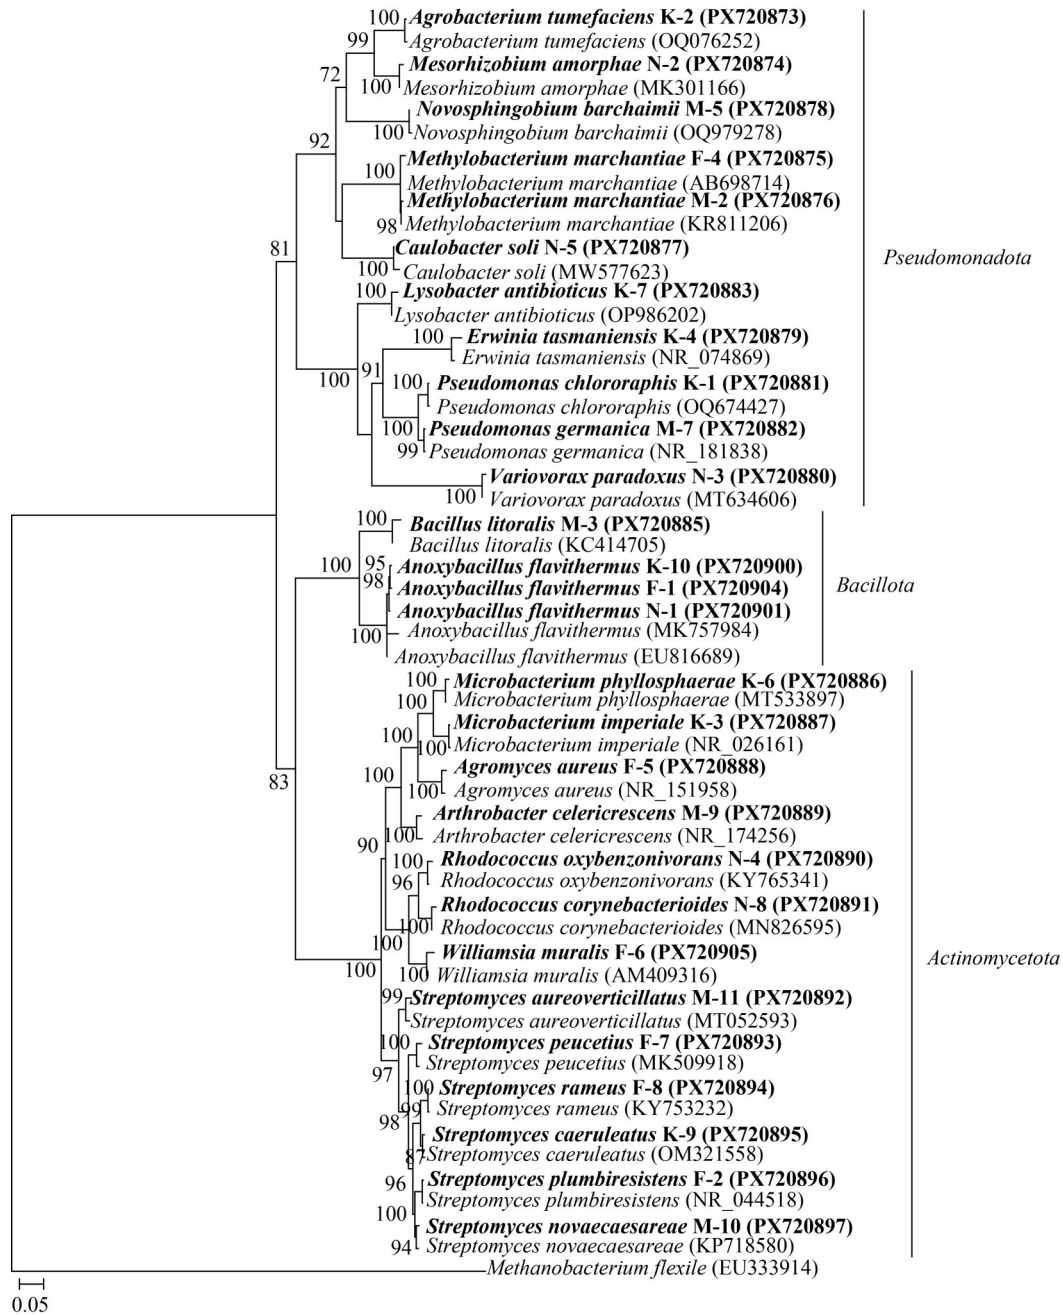 100 Agrobacterium tumefaciens K-2 (PX720873)
99 Agrobacterium tumefaciens (OQ076252)
Mesorhizobium amorphae N-2 (PX720874)
72 100 Mesorhizobium amorphae (MK301166)
Novosphingobium barchaimii M-5 (PX720878)
100 Novosphingobium barchaimii (OQ979278)
92
Methylobacterium marchantiae F-4 (PX720875)
100 Methylobacterium marchantiae (AB698714)
Methylobacterium marchantiae M-2 (PX720876)
98 Methylobacterium marchantiae (KR811206)
81 Caulobacter soli N-5 (PX720877)
Pseudomonadota
100 Caulobacter soli (MW577623)
100 Lysobacter antibioticus K-7 (PX720883)
Lysobacter antibioticus (OP986202)
100 Erwinia tasmaniensis K-4 (PX720879)
Erwinia tasmaniensis (NR_074869)
100 91 100 Pseudomonas chlororaphis K-1 (PX720881)
Pseudomonas chlororaphis (OQ674427)
100 Pseudomonas germanica M-7 (PX720882)
99 Pseudomonas germanica (NR_181838)
Variovorax paradoxus N-3 (PX720880)
100 Variovorax paradoxus (MT634606)
100 Bacillus litoralis M-3 (PX720885)
Bacillus litoralis (KC414705)
100 95 Anoxybacillus flavithermus K-10 (PX720900)
98 Anoxybacillus flavithermus F-1 (PX720904)
Bacillota
Anoxybacillus flavithermus N-1 (PX720901)
100 Anoxybacillus flavithermus (MK757984)
Anoxybacillus flavithermus (EU816689)
100 Microbacterium phyllosphaerae K-6 (PX720886)
100 Microbacterium phyllosphaerae (MT533897)
Microbacterium imperiale K-3 (PX720887)
100 100 Microbacterium imperiale (NR_026161)
83 100 Agromyces aureus F-5 (PX720888)
100 Agromyces aureus (NR_151958)
Arthrobacter celericrescens M-9 (PX720889)
90 100 Arthrobacter celericrescens (NR_174256)
100 Rhodococcus oxybenzonivorans N-4 (PX720890)
96 Rhodococcus oxybenzonivorans (KY765341)
Rhodococcus corynebacterioides N-8 (PX720891)
100 Rhodococcus corynebacterioides (MN826595)
100 Williamsia muralis F-6 (PX720905)
Actinomycetota
100 100 Williamsia muralis (AM409316)
99 Streptomyces aureoverticillatus M-11 (PX720892)
Streptomyces aureoverticillatus (MT052593)
100 Streptomyces peucetius F-7 (PX720893)
97 Streptomyces peucetius (MK509918)
100 Streptomyces rameus F-8 (PX720894)
98 99 Streptomyces rameus (KY753232)
Streptomyces caeruleatus K-9 (PX720895)
87 Streptomyces caeruleatus (OM321558)
96 Streptomyces plumbiresistens F-2 (PX720896)
Streptomyces plumbiresistens (NR_044518)
100 Streptomyces novaecaesareae M-10 (PX720897)
94 Streptomyces novaecaesareae (KP718580)
Methanobacterium flexile (EU333914)
0.05